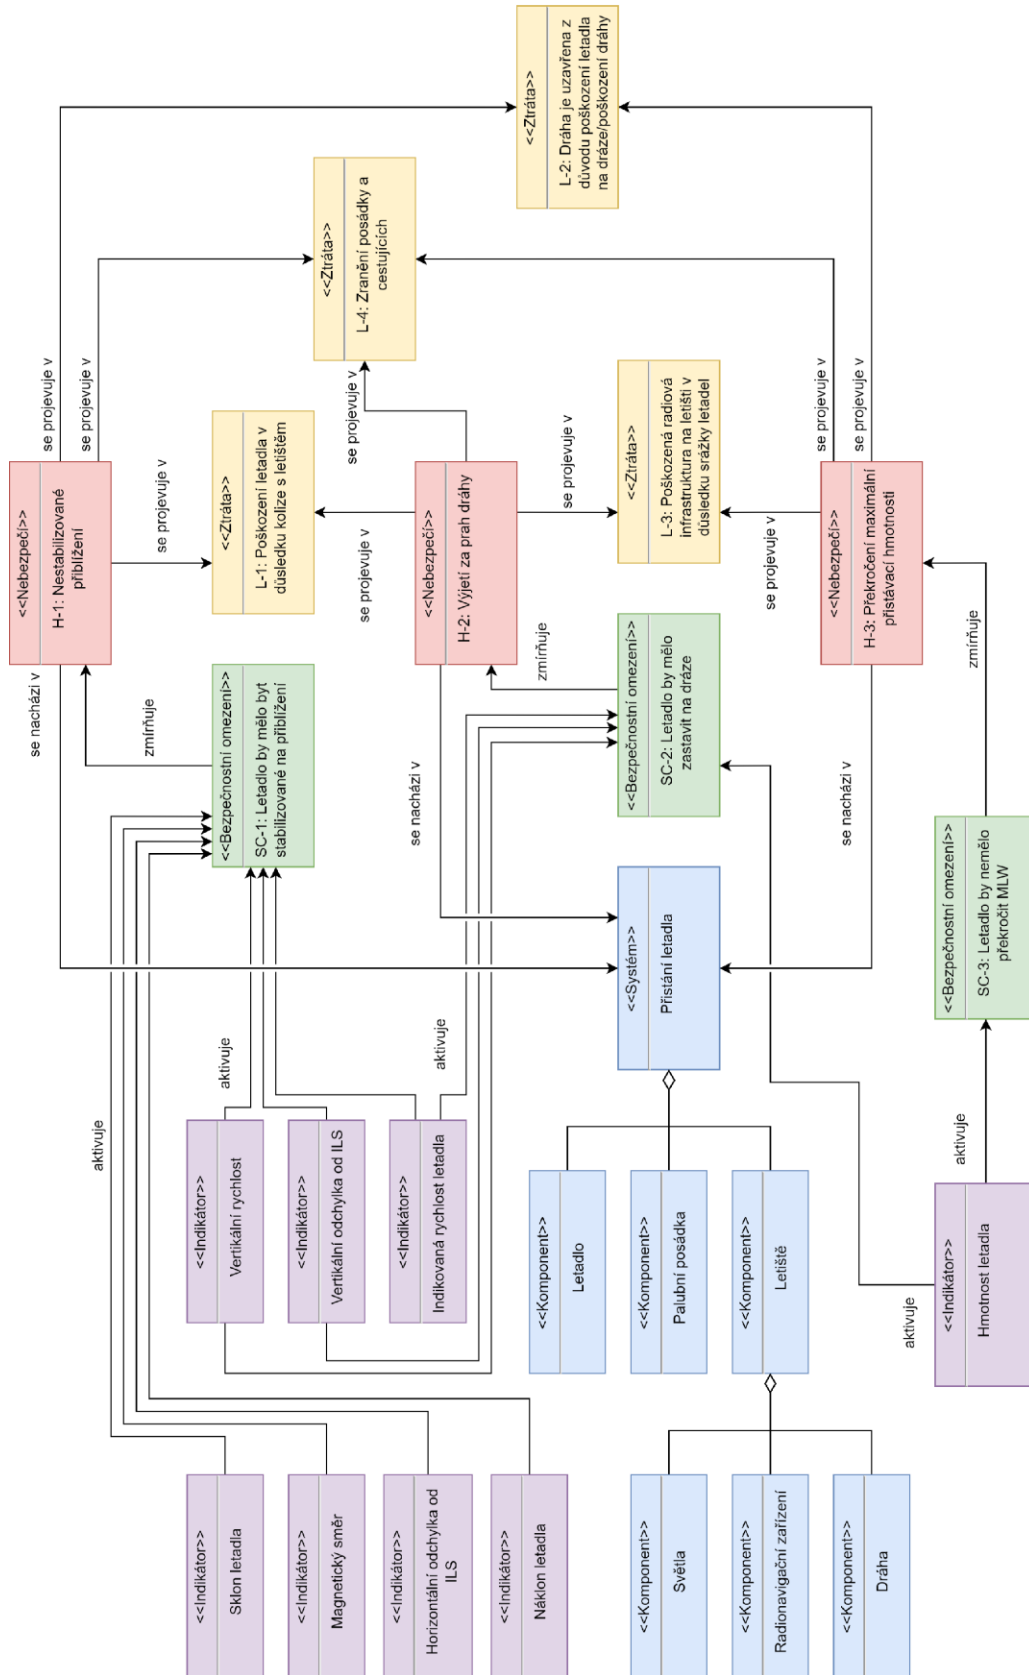 <<Nebezpečí>>
H-1: Nestabilizované
přiblížení
se nachází v
se projevuje v
se projevuje v
aktivuje
zmírňuje
se projevuje v
<<Indikátor>>
Sklon letadla
<<Indikátor>>
Vertikální rychlost
aktivuje
<<Bezpečnostní omezení>>
SC-1: Letadlo by mělo byt
stabilizované na přiblížení
<<Ztráta>>
L-1: Poškození letadla v
důsledku kolize s letištěm
<<Indikátor>>
Magnetický směr
<<Indikátor>>
Vertikální odchylka od ILS
<<Ztráta>>
L-4: Zranění posádky a
cestujících
se projevuje v
se projevuje v
<<Indikátor>>
Horizontální odchylka od
ILS
<<Indikátor>>
Indikovaná rychlost letadla
aktivuje
se nachází v
<<Nebezpečí>>
H-2: Výjetí za prah dráhy
<<Indikátor>>
Náklon letadla
zmírňuje
se projevuje v
<<Ztráta>>
L-2: Dráha je uzavřena z
důvodu poškození letadla
na dráze/poškození dráhy
<<Komponent>>
Letadlo
<<Komponent>>
Světla
<<Komponent>>
Palubní posádka
<<Systém>>
Přistání letadla
<<Bezpečnostní omezení>>
SC-2: Letadlo by mělo
zastavit na dráze
<<Ztráta>>
L-3: Poškozená radiová
infrastruktura na letišti v
důsledku srážky letadel
<<Komponent>>
Radionavigační zařízení
<<Komponent>>
Letiště
se projevuje v
<<Komponent>>
Dráha
se nachází v
<<Nebezpečí>>
H-3: Překročení maximální
přistávací hmotnosti
se projevuje v
se projevuje v
aktivuje
<<Indikátor>>
Hmotnost letadla
aktivuje
<<Bezpečnostní omezení>>
SC-3: Letadlo by nemělo
překročit MLW
zmírňuje